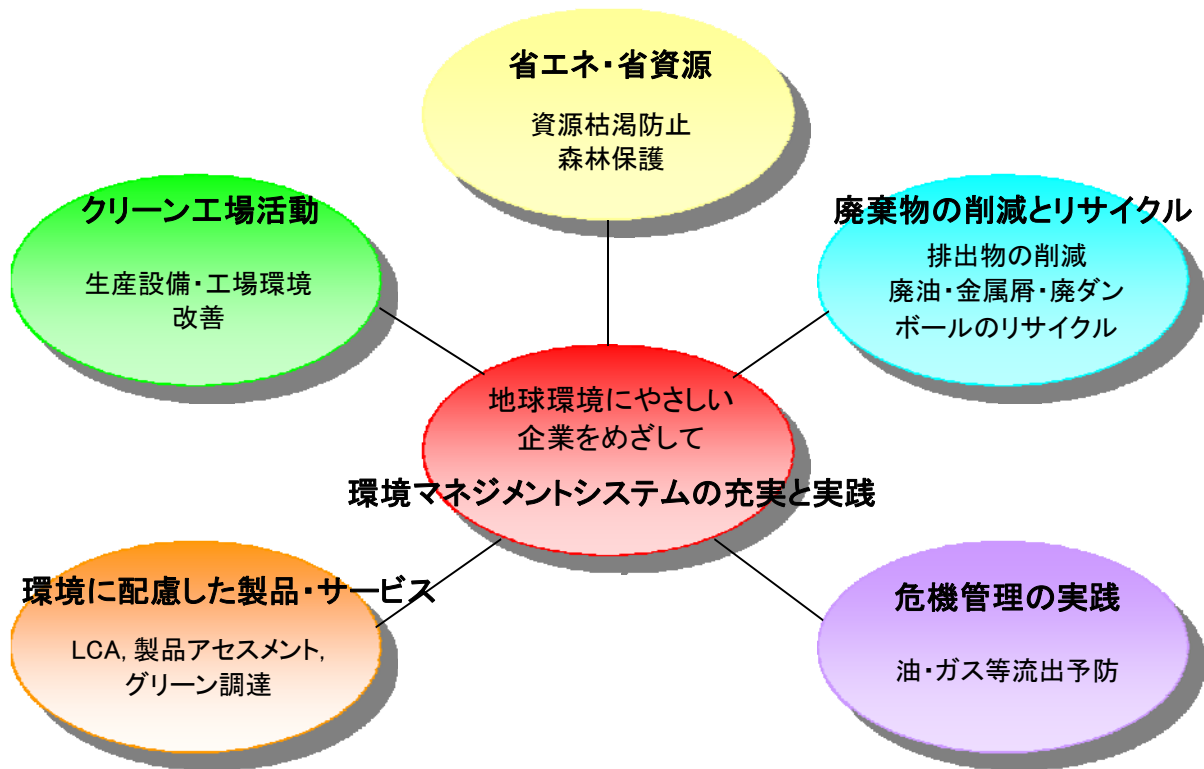 省エネ・省資源
資源枯渇防止
森林保護
クリーン工場活動
生産設備・工場環境
改善
廃棄物の削減とリサイクル
排出物の削減
廃油・金属屑・廃ダン
ボールのリサイクル
地球環境にやさしい
企業をめざして
環境マネジメントシステムの充実と実践
環境に配慮した製品・サービス
LCA, 製品アセスメント,
グリーン調達
危機管理の実践
油・ガス等流出予防